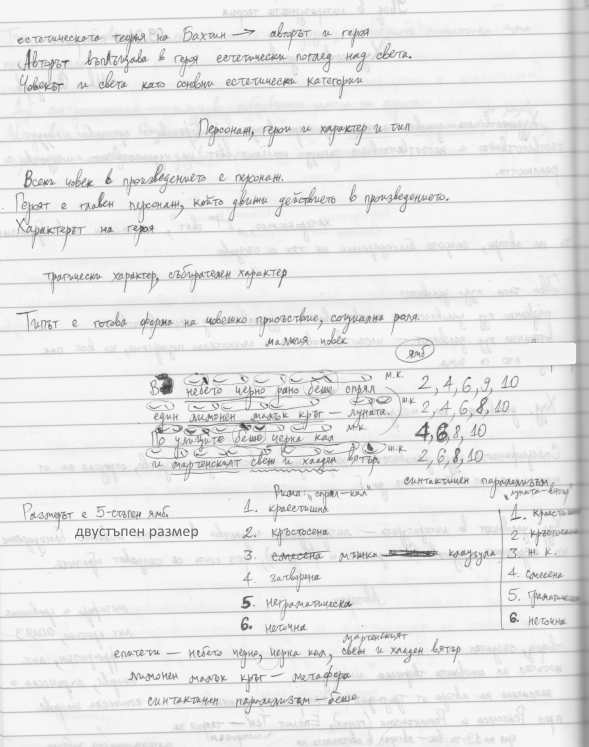 естетическата теория на Бахтин → авторът и героя
Авторът въплъщава в героя естетически поглед над света.
Човекът и света като основни естетически категории
Персонаж, герои и характер и тип
Всеки човек в произведението е персонаж.
Героят е главен персонаж, който движи действието в произведението.
Характерът на героя
трагически характер, събирателен характер
Типът е готова форма на човешко присъствие, социална роля.
малкия човек
ямб
небето черно рано беше спрял м.к. 2, 4, 6, 9, 10
един лимонен малък кръг – луната. ж.к. 2, 4, 6, 8, 10
По улиците беше черна кал м.к. 4, 6, 8, 10
и мартенският свеж и хладен вятър. ж.к. 2, 6, 8, 10
синтактичен паралелизъм
Рима: "спрял – кал"
"луната – вятър"
Размерът е 5-стъпен ямб.
двустъпен размер
1. краестишна
2. кръстосена
3. смесена мъжка клаузула
4. затворена
5. неграматическа
6. неточна
1.
2.
3. ж. к.
4. смесена
5.
6. неточна
епитети – небето черно, черна кал, мартенският свеж и хладен вятър
лимонен малък кръг – метафора
синтактичен паралелизъм – беше